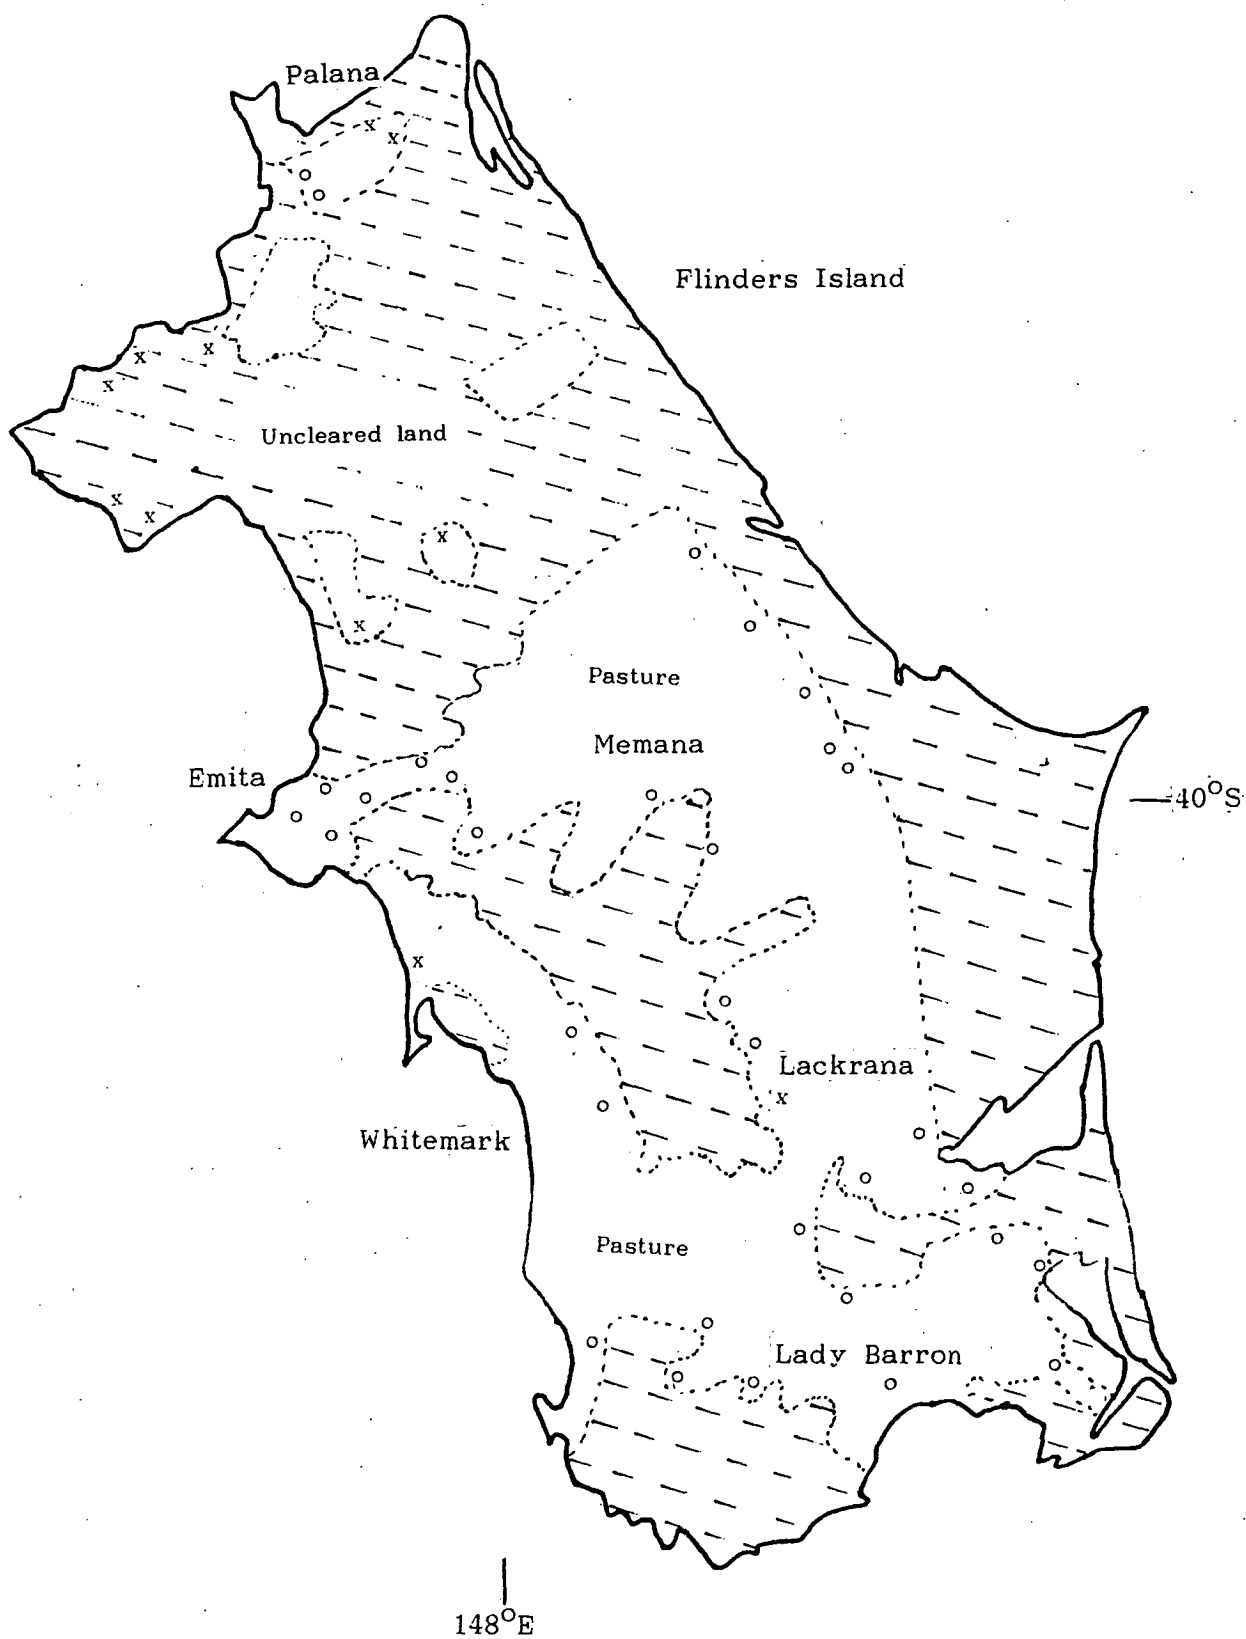 Palana
Flinders Island
Uncleared land
Pasture
Memana
Emita
40°S
Lackrana
Whitemark
Pasture
Lady Barron
148°E